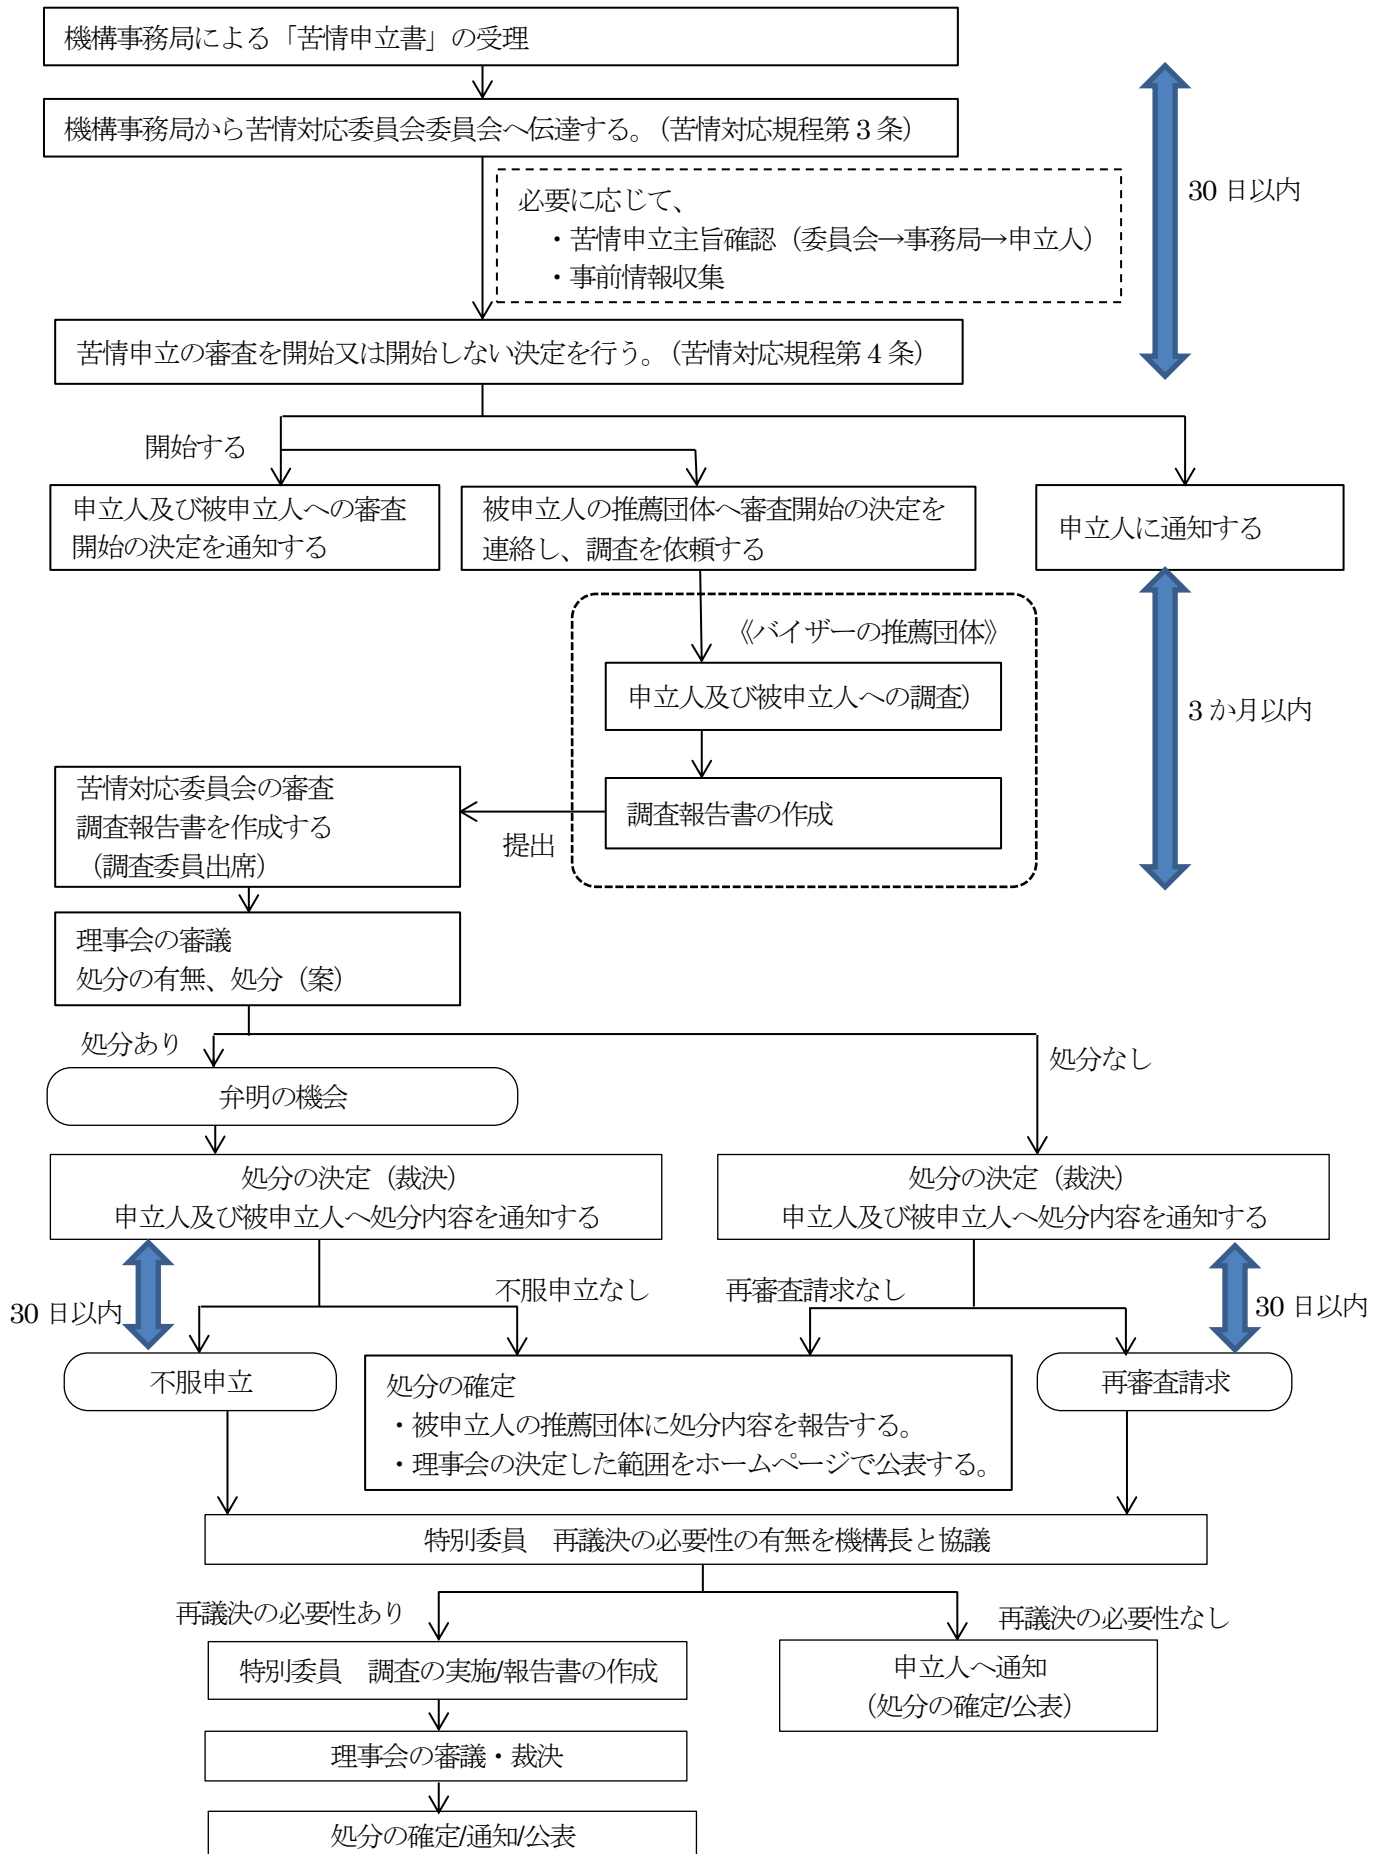 機構事務局による「苦情申立書」の受理
機構事務局から苦情対応委員会委員会へ伝達する。（苦情対応規程第 3 条）
30 日以内
必要に応じて、
・苦情申立主旨確認（委員会→事務局→申立人）
・事前情報収集
苦情申立の審査を開始又は開始しない決定を行う。（苦情対応規程第 4 条）
開始する
申立人及び被申立人への審査
開始の決定を通知する
被申立人の推薦団体へ審査開始の決定を
連絡し、調査を依頼する
申立人に通知する
《バイザーの推薦団体》
申立人及び被申立人への調査）
3 か月以内
調査報告書の作成
提出
苦情対応委員会の審査
調査報告書を作成する
（調査委員出席）
理事会の審議
処分の有無、処分（案）
処分あり
処分なし
弁明の機会
処分の決定（裁決）
申立人及び被申立人へ処分内容を通知する
処分の決定（裁決）
申立人及び被申立人へ処分内容を通知する
30 日以内
不服申立なし
再審査請求なし
30 日以内
不服申立
処分の確定
・被申立人の推薦団体に処分内容を報告する。
・理事会の決定した範囲をホームページで公表する。
再審査請求
特別委員　再議決の必要性の有無を機構長と協議
再議決の必要性あり
再議決の必要性なし
特別委員　調査の実施/報告書の作成
申立人へ通知
（処分の確定/公表）
理事会の審議・裁決
処分の確定/通知/公表